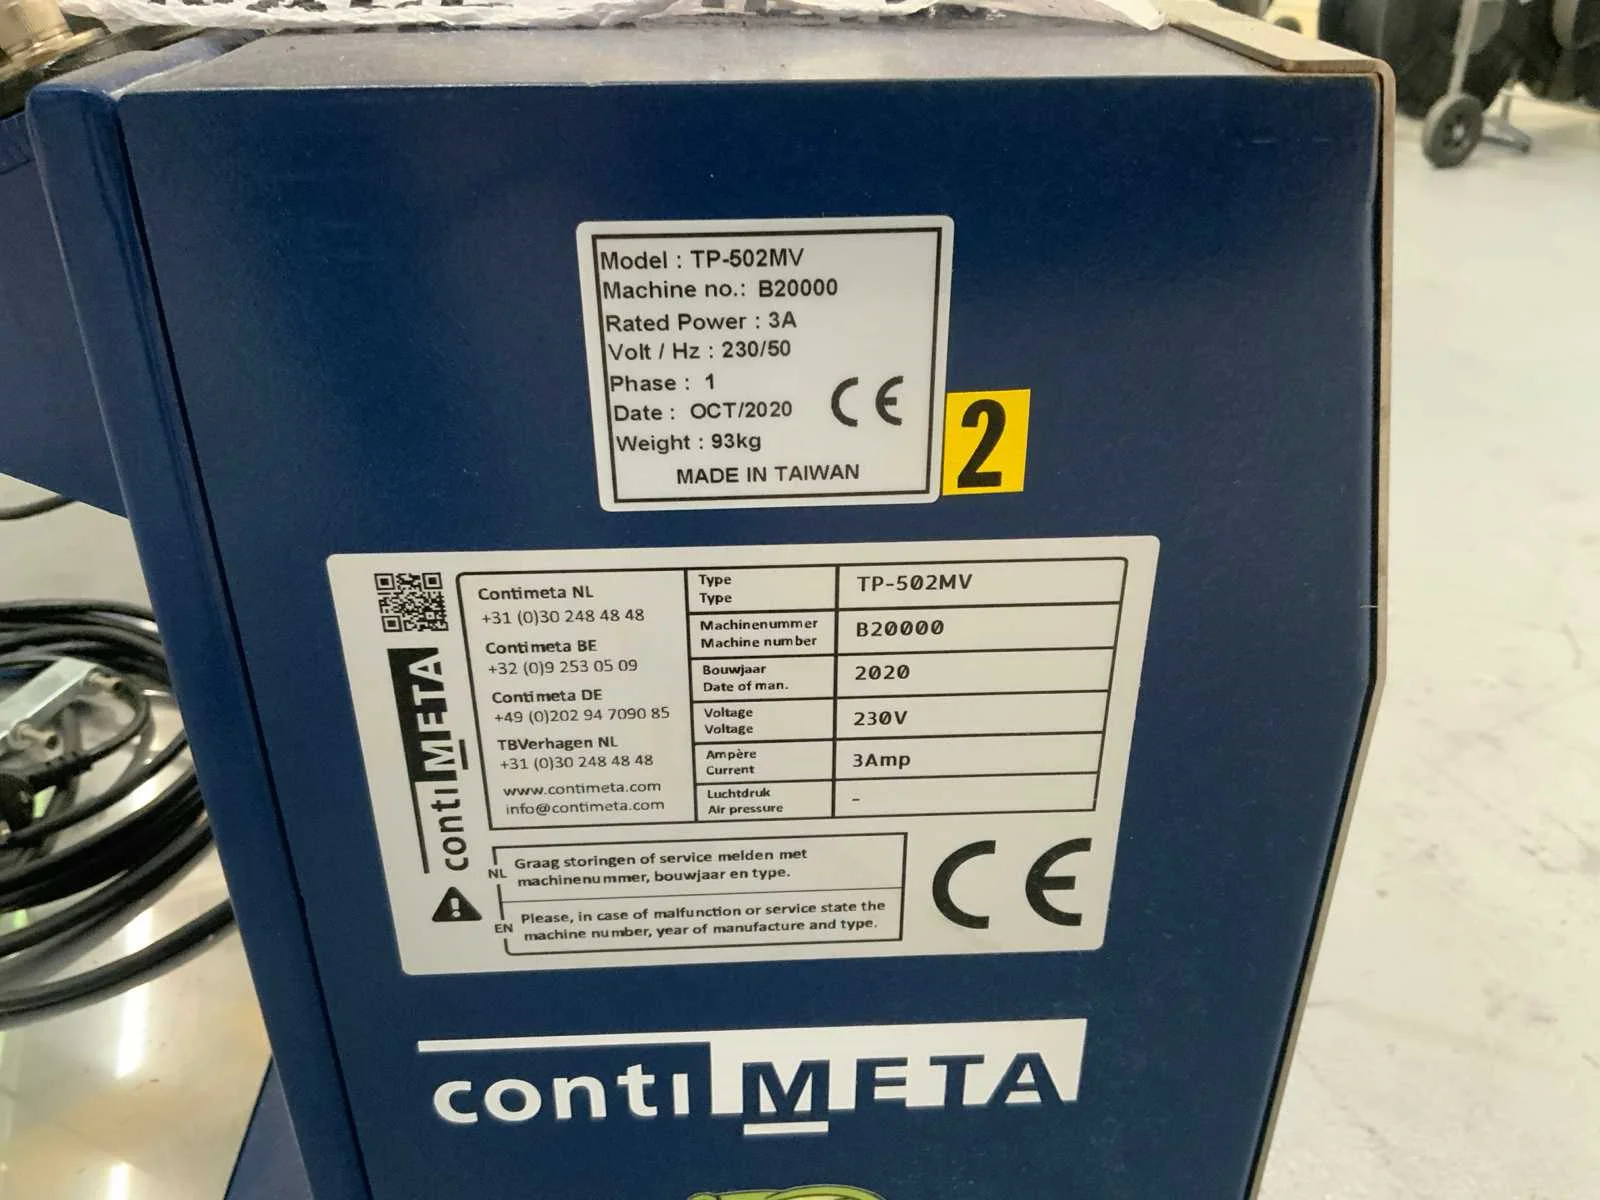 Model : TP-502MV
Machine no.: B20000
Rated Power : 3A
Volt / Hz : 230/50
Phase : 1
Date : OCT/2020
CE
Weight : 93kg
MADE IN TAIWAN
2
Contimeta NL
+31 (0)30 248 48 48
Contimeta BE
+32 (0)9 253 05 09
Contimeta DE
+49 (0)202 94 7090 85
TBVerhagen NL
+31 (0)30 248 48 48
www.contimeta.com
info@contimeta.com
Type
Type
TP-502MV
Machinenummer
Machine number
B20000
Bouwjaar
Date of man.
2020
Voltage
Voltage
230V
Ampère
Current
3Amp
Luchtdruk
Air pressure
-
contiMETA
NL
Graag storingen of service melden met
machinenummer, bouwjaar en type.
EN
Please, in case of malfunction or service state the
machine number, year of manufacture and type.
CE
contiMETA